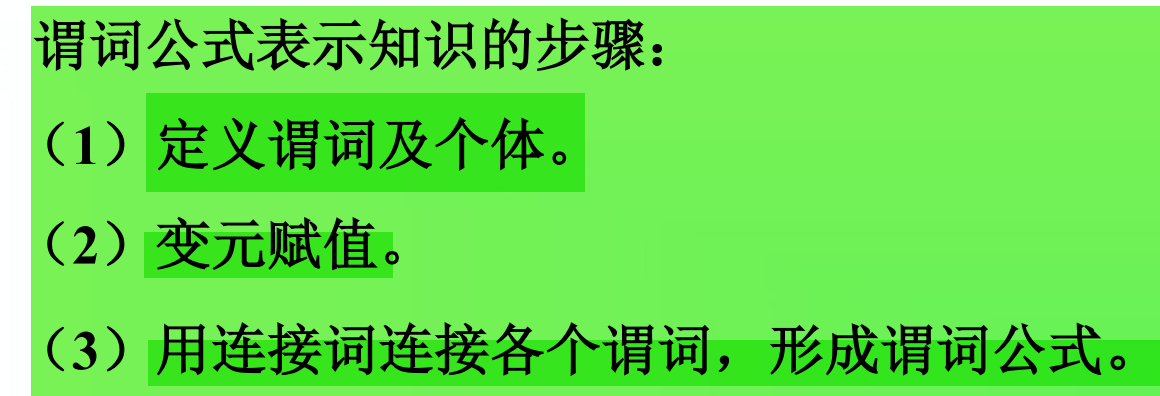 谓词公式表示知识的步骤：
（1）定义谓词及个体。
（2）变元赋值。
（3）用连接词连接各个谓词，形成谓词公式。